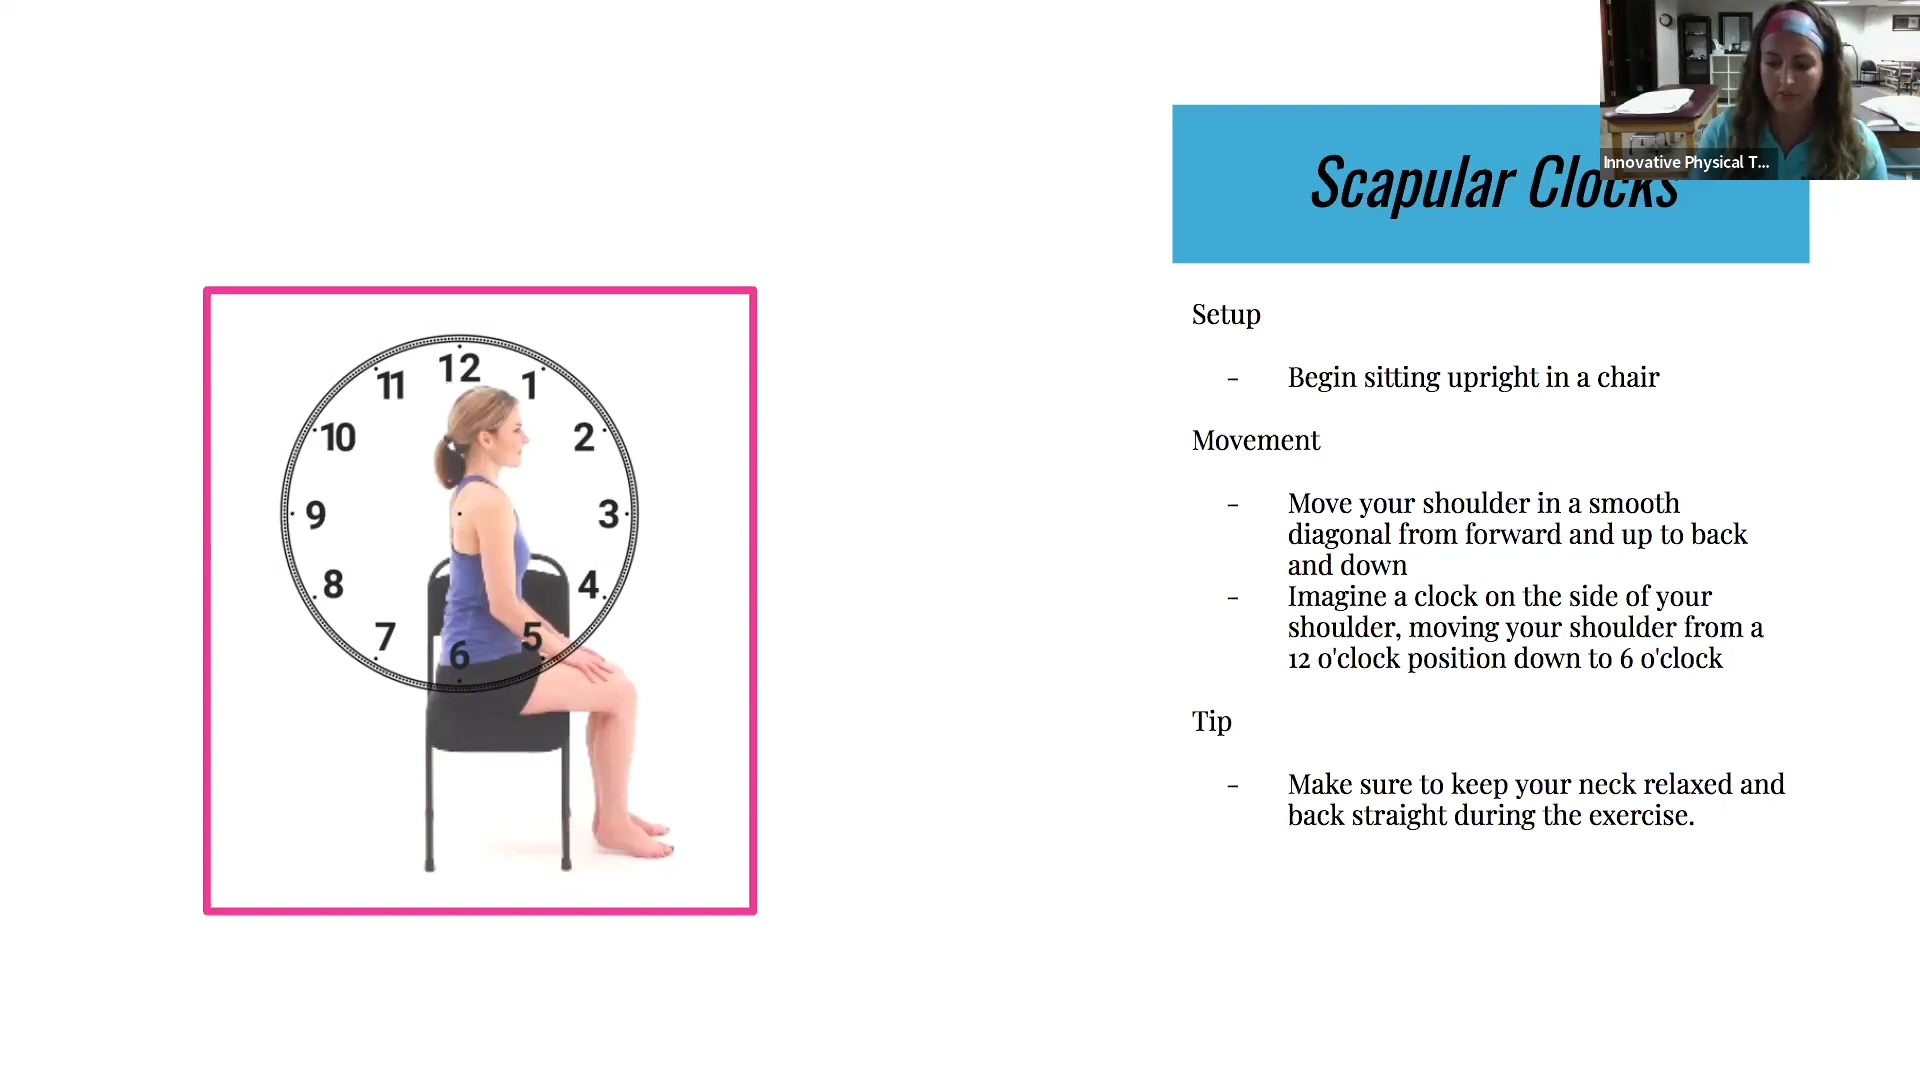 Innovative Physical T...
Scapular Clocks
12
11
1
10
2
9
3
8
4
7
5
6
Setup
- Begin sitting upright in a chair
Movement
- Move your shoulder in a smooth
diagonal from forward and up to back
and down
- Imagine a clock on the side of your
shoulder, moving your shoulder from a
12 o'clock position down to 6 o'clock
Tip
- Make sure to keep your neck relaxed and
back straight during the exercise.